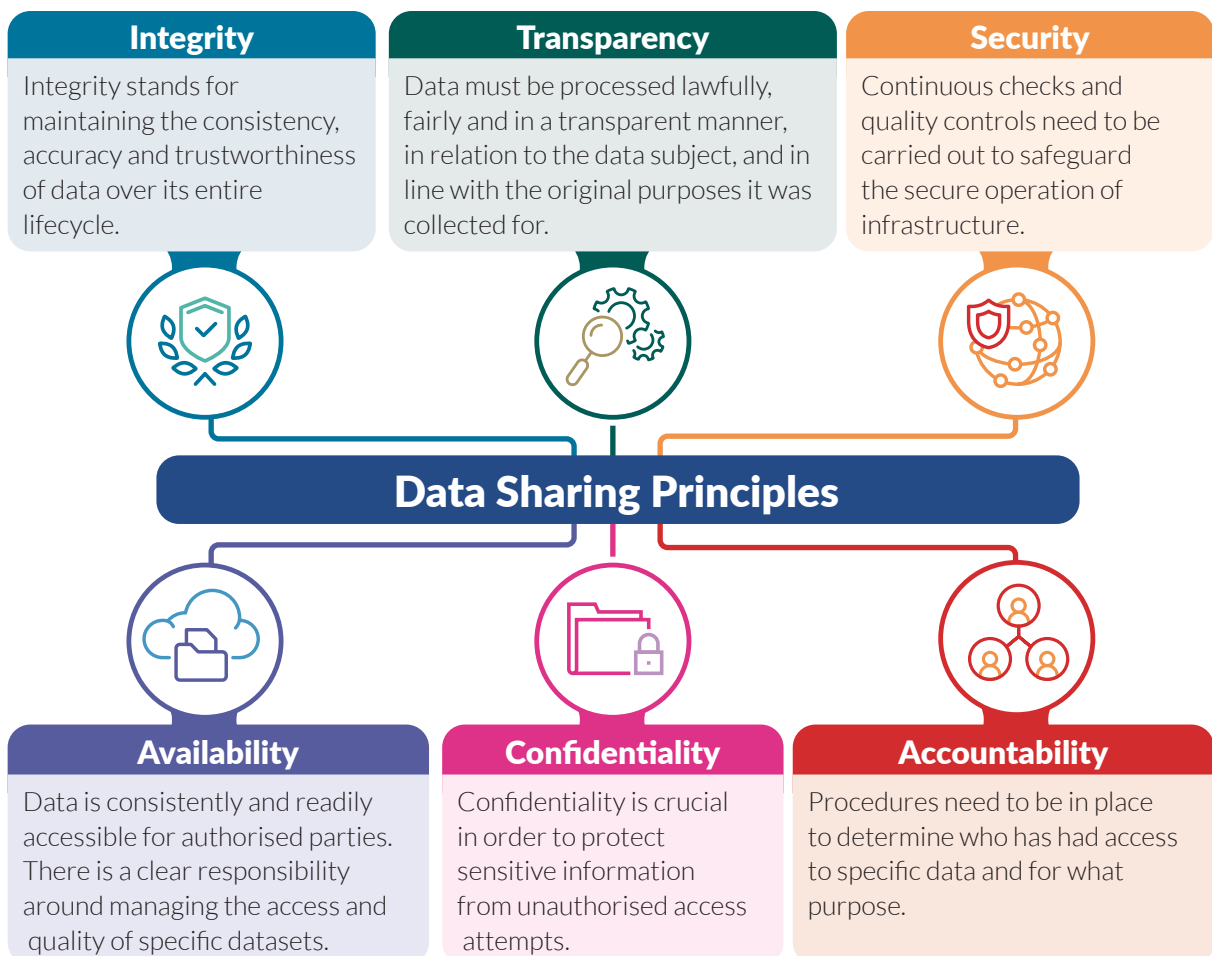 Integrity
Integrity stands for
maintaining the consistency,
accuracy and trustworthiness
of data over its entire
lifecycle.
Transparency
Data must be processed lawfully,
fairly and in a transparent manner,
in relation to the data subject, and in
line with the original purposes it was
collected for.
Security
Continuous checks and
quality controls need to be
carried out to safeguard
the secure operation of
infrastructure.
Data Sharing Principles
Availability
Data is consistently and readily
accessible for authorised parties.
There is a clear responsibility
around managing the access and
quality of specific datasets.
Confidentiality
Confidentiality is crucial
in order to protect
sensitive information
from unauthorised access
attempts.
Accountability
Procedures need to be in place
to determine who has had access
to specific data and for what
purpose.